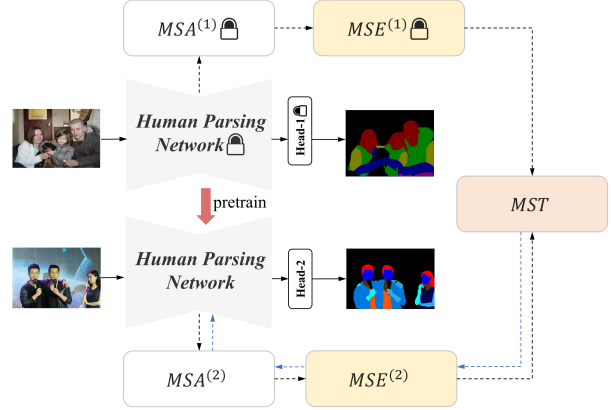 MSA(1)
MSE(1)
Human Parsing
Network
Head-1
pretrain
MST
Human Parsing
Network
Head-2
MSA(2)
MSE(2)